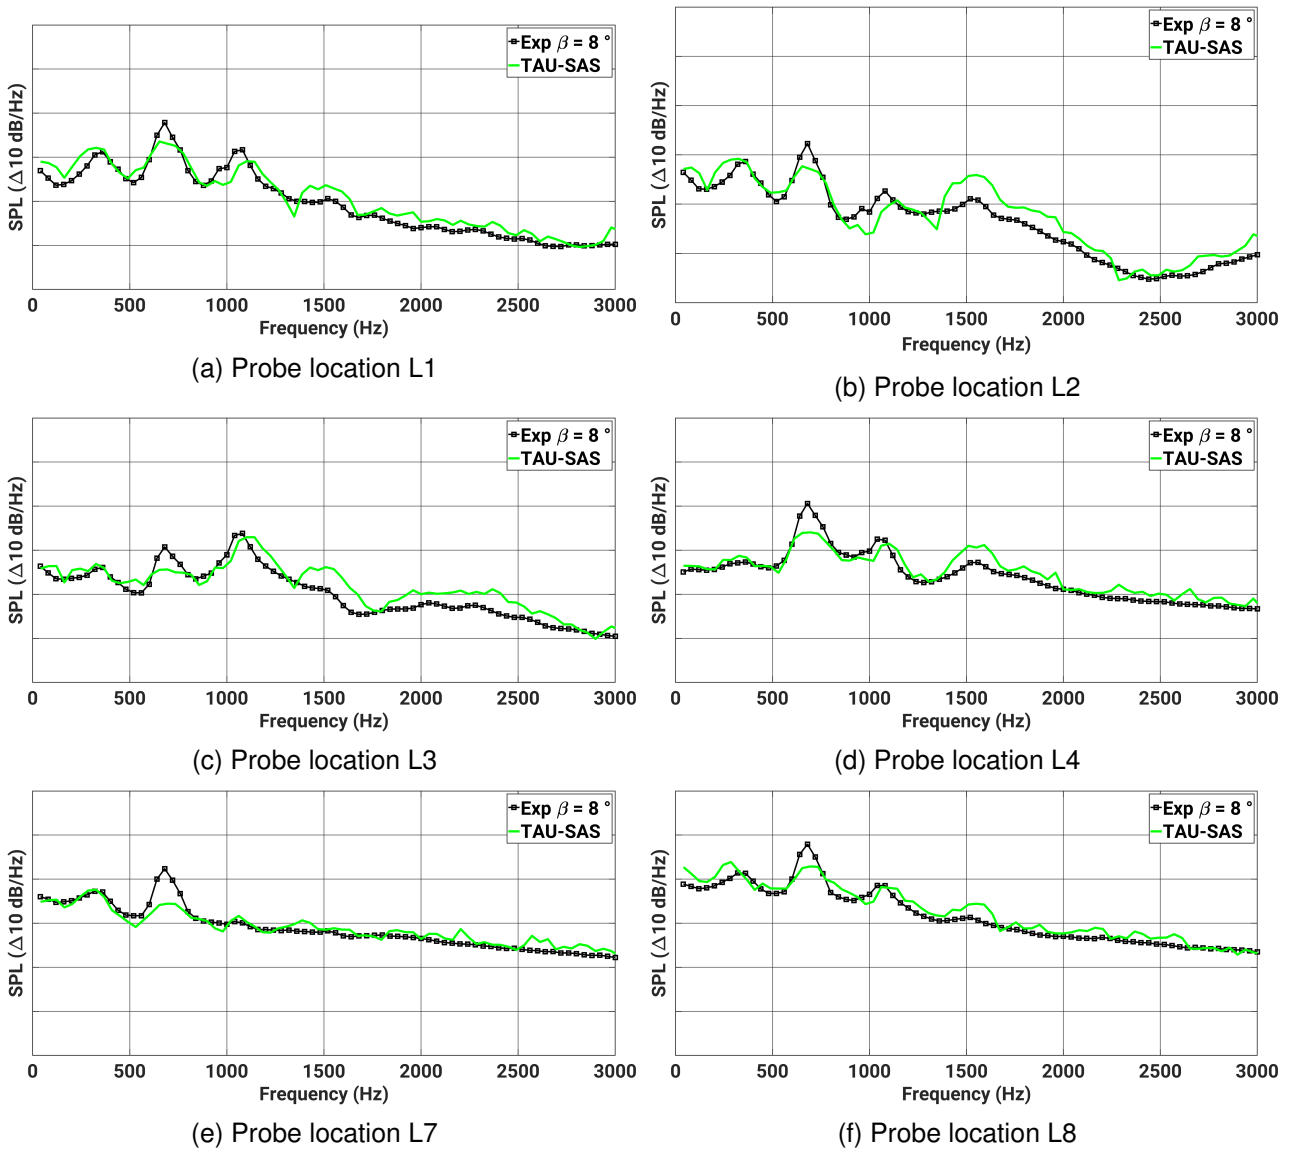 SPL (△10 dB/Hz)
Exp β = 8 °
TAU-SAS
0 500 1000 1500 2000 2500 3000
Frequency (Hz)
(a) Probe location L1
SPL (△10 dB/Hz)
Exp β = 8 °
TAU-SAS
0 500 1000 1500 2000 2500 3000
Frequency (Hz)
(b) Probe location L2
SPL (△10 dB/Hz)
Exp β = 8 °
TAU-SAS
0 500 1000 1500 2000 2500 3000
Frequency (Hz)
(c) Probe location L3
SPL (△10 dB/Hz)
Exp β = 8 °
TAU-SAS
0 500 1000 1500 2000 2500 3000
Frequency (Hz)
(d) Probe location L4
SPL (△10 dB/Hz)
Exp β = 8 °
TAU-SAS
0 500 1000 1500 2000 2500 3000
Frequency (Hz)
(e) Probe location L7
SPL (△10 dB/Hz)
Exp β = 8 °
TAU-SAS
0 500 1000 1500 2000 2500 3000
Frequency (Hz)
(f) Probe location L8